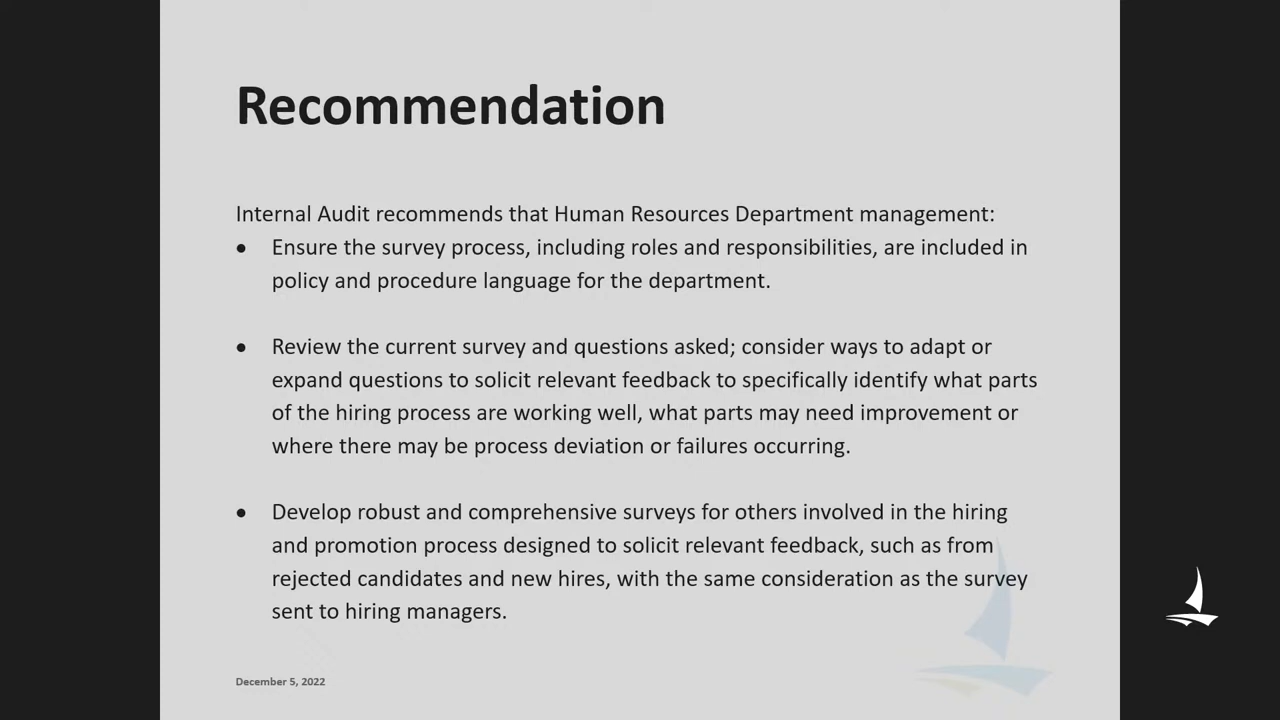 Recommendation
Internal Audit recommends that Human Resources Department management:
• Ensure the survey process, including roles and responsibilities, are included in
policy and procedure language for the department.
• Review the current survey and questions asked; consider ways to adapt or
expand questions to solicit relevant feedback to specifically identify what parts
of the hiring process are working well, what parts may need improvement or
where there may be process deviation or failures occurring.
• Develop robust and comprehensive surveys for others involved in the hiring
and promotion process designed to solicit relevant feedback, such as from
rejected candidates and new hires, with the same consideration as the survey
sent to hiring managers.
December 5, 2022